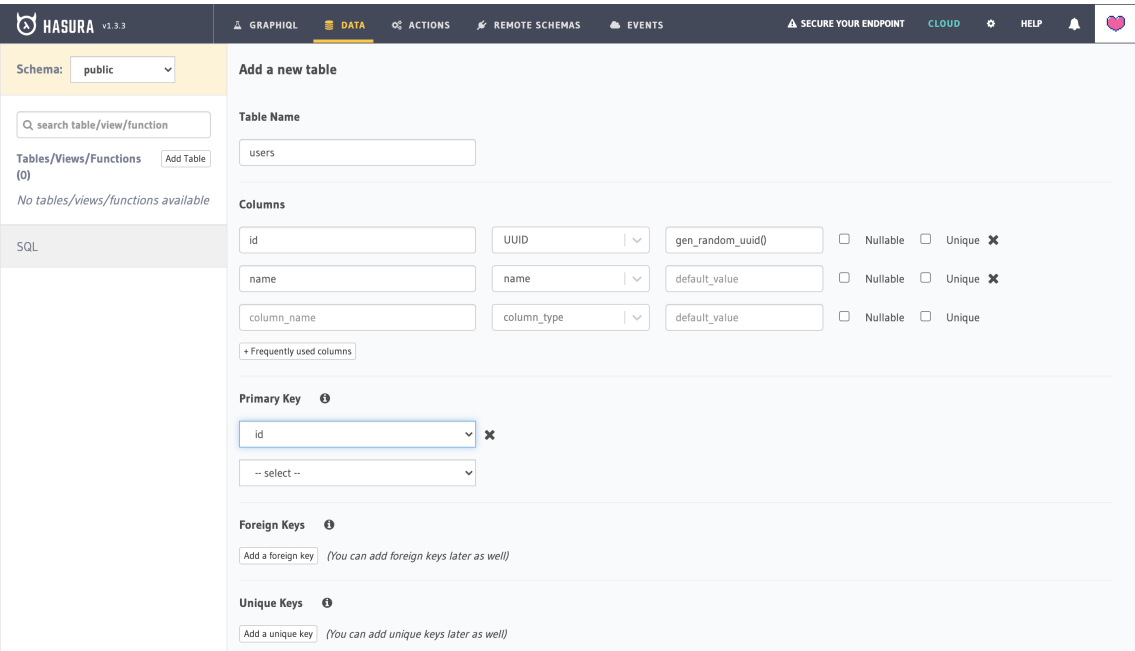 HASURA v1.3.3 GRAPHIQL DATA ACTIONS REMOTE SCHEMAS EVENTS SECURE YOUR ENDPOINT CLOUD HELP
Schema: public
search table/view/function
Tables/Views/Functions (0) Add Table
No tables/views/functions available
SQL
Add a new table
Table Name
users
Columns
id UUID gen_random_uuid() Nullable Unique
name name default_value Nullable Unique
column_name column_type default_value Nullable Unique
+ Frequently used columns
Primary Key
id
-- select --
Foreign Keys
Add a foreign key (You can add foreign keys later as well)
Unique Keys
Add a unique key (You can add unique keys later as well)